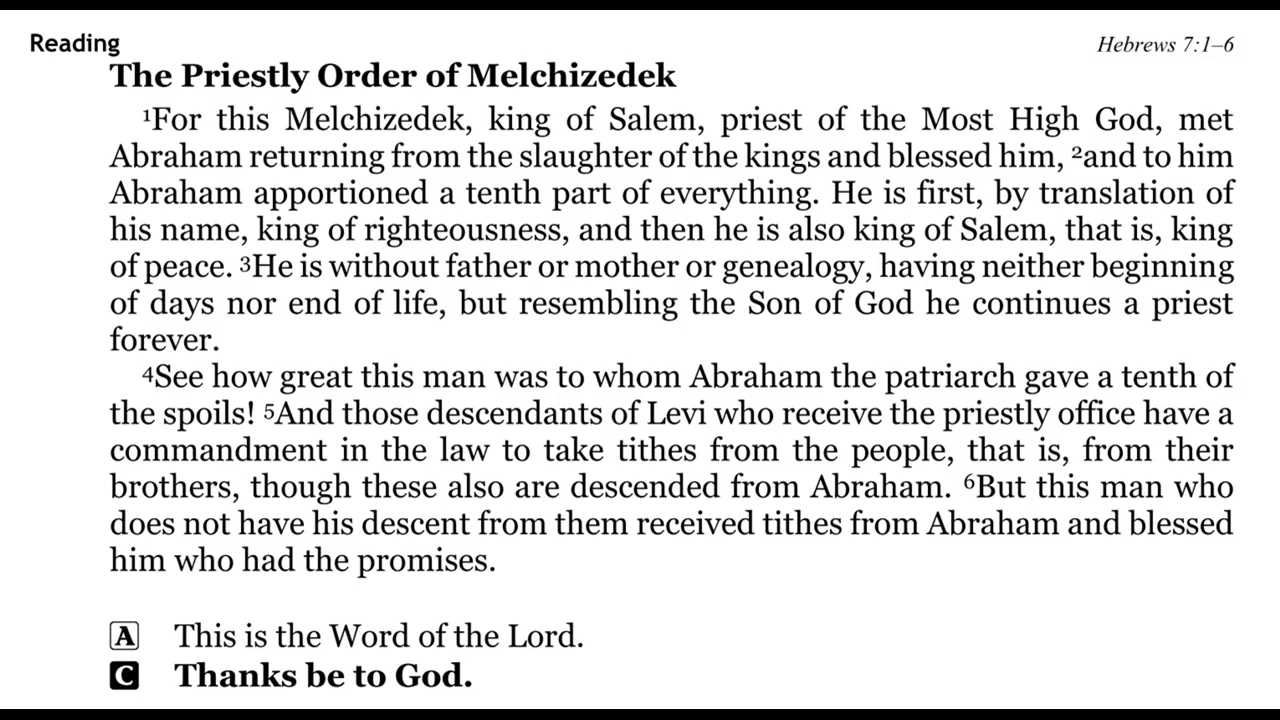 Reading
Hebrews 7:1–6
The Priestly Order of Melchizedek
¹For this Melchizedek, king of Salem, priest of the Most High God, met
Abraham returning from the slaughter of the kings and blessed him, ²and to him
Abraham apportioned a tenth part of everything. He is first, by translation of
his name, king of righteousness, and then he is also king of Salem, that is, king
of peace. ³He is without father or mother or genealogy, having neither beginning
of days nor end of life, but resembling the Son of God he continues a priest
forever.
⁴See how great this man was to whom Abraham the patriarch gave a tenth of
the spoils! ⁵And those descendants of Levi who receive the priestly office have a
commandment in the law to take tithes from the people, that is, from their
brothers, though these also are descended from Abraham. ⁶But this man who
does not have his descent from them received tithes from Abraham and blessed
him who had the promises.
A This is the Word of the Lord.
C Thanks be to God.